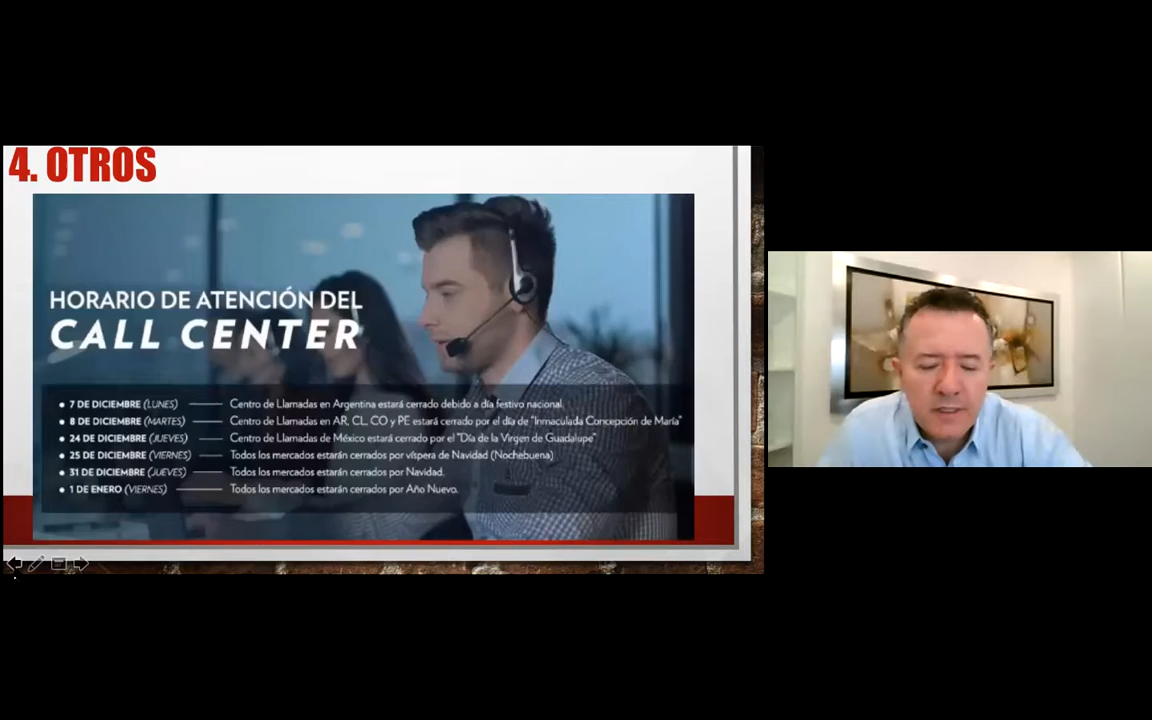 4. OTROS
HORARIO DE ATENCIÓN DEL
CALL CENTER
• 7 DE DICIEMBRE (LUNES) Centro de Llamadas en Argentina estará cerrado debido a día festivo nacional.
• 8 DE DICIEMBRE (MARTES) Centro de Llamadas en AR, CL, CO y PE estará cerrado por el día de "Inmaculada Concepción de María"
• 24 DE DICIEMBRE (JUEVES) Centro de Llamadas de México estará cerrado por el "Día de la Virgen de Guadalupe"
• 25 DE DICIEMBRE (VIERNES) Todos los mercados estarán cerrados por víspera de Navidad (Nochebuena)
• 31 DE DICIEMBRE (JUEVES) Todos los mercados estarán cerrados por Navidad.
• 1 DE ENERO (VIERNES) Todos los mercados estarán cerrados por Año Nuevo.